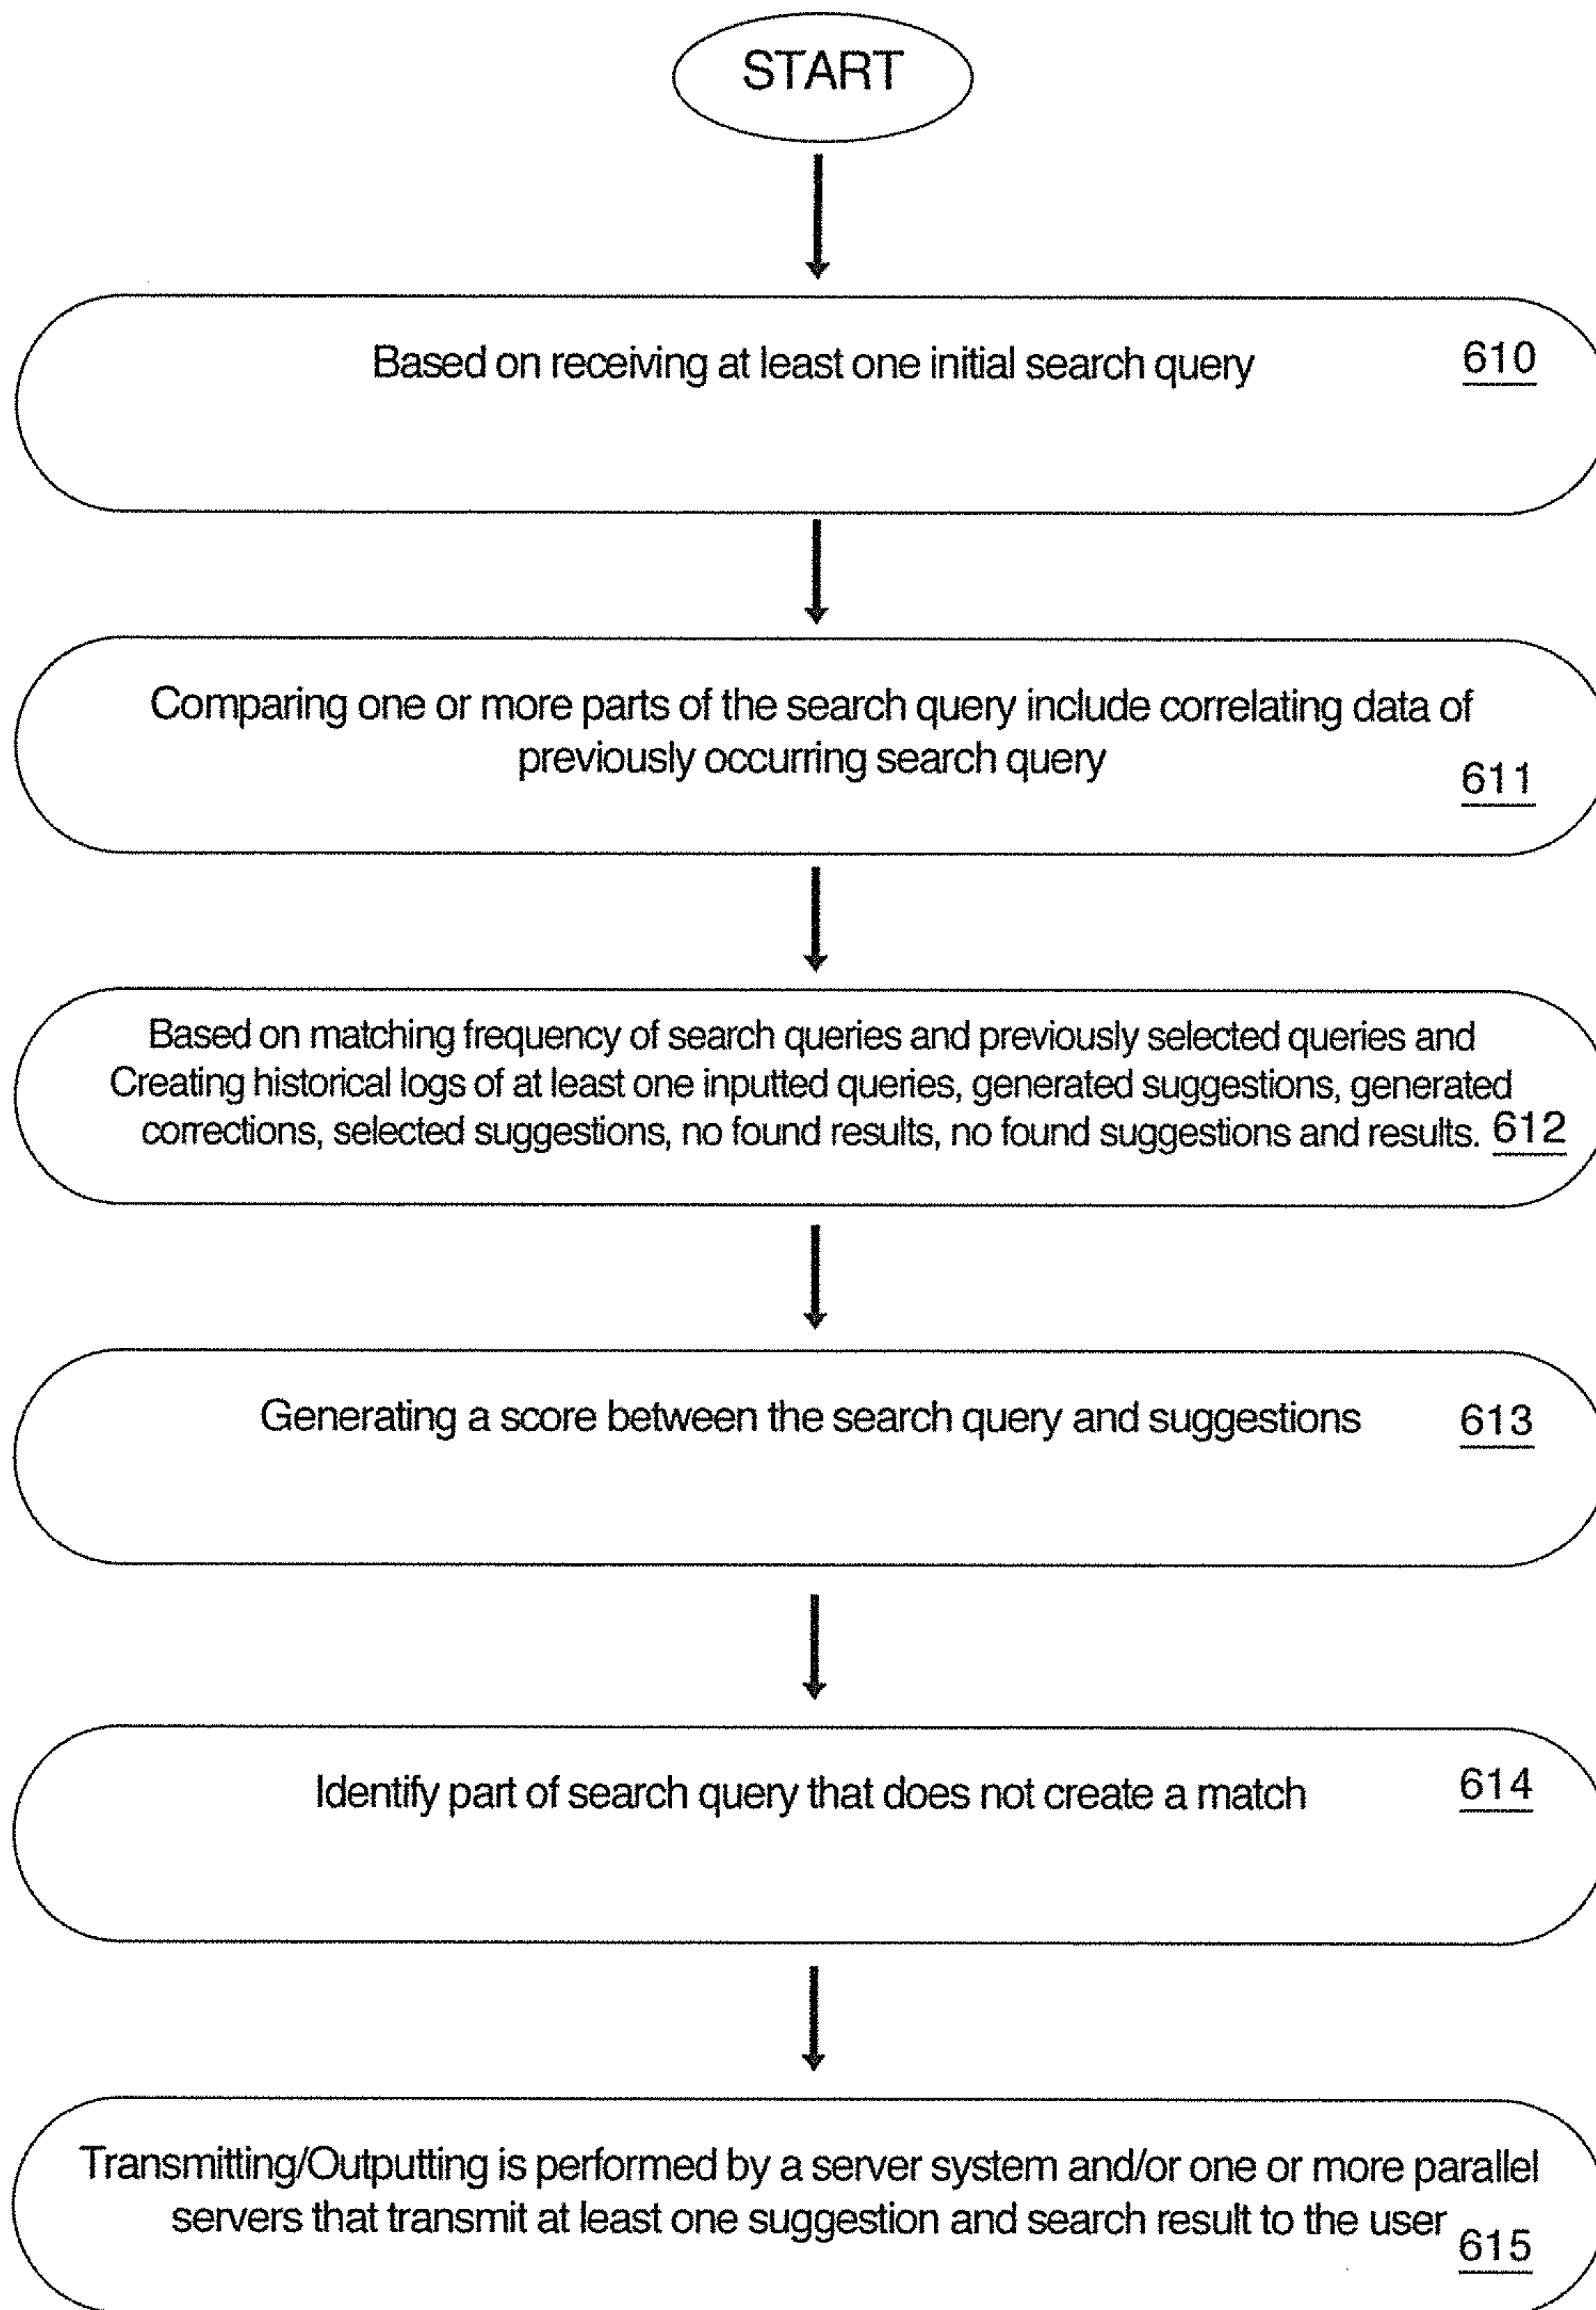 START
Based on receiving at least one initial search query 610
Comparing one or more parts of the search query include correlating data of
previously occurring search query
611
Based on matching frequency of search queries and previously selected queries and
Creating historical logs of at least one inputted queries, generated suggestions, generated
corrections, selected suggestions, no found results, no found suggestions and results. 612
Generating a score between the search query and suggestions 613
Identify part of search query that does not create a match 614
Transmitting/Outputting is performed by a server system and/or one or more parallel
servers that transmit at least one suggestion and search result to the user
615